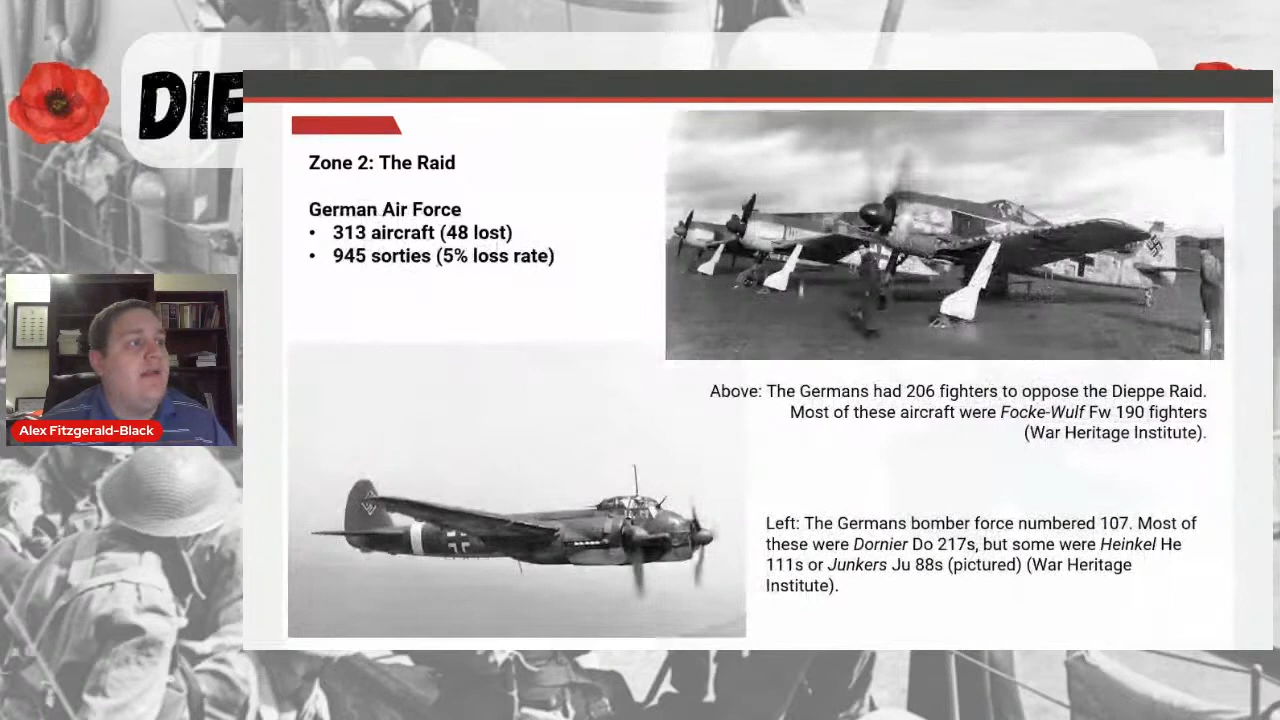 DIE
Zone 2: The Raid
German Air Force
• 313 aircraft (48 lost)
• 945 sorties (5% loss rate)
Above: The Germans had 206 fighters to oppose the Dieppe Raid.
Most of these aircraft were Focke-Wulf Fw 190 fighters
(War Heritage Institute).
Alex Fitzgerald-Black
Left: The Germans bomber force numbered 107. Most of
these were Dornier Do 217s, but some were Heinkel He
111s or Junkers Ju 88s (pictured) (War Heritage
Institute).